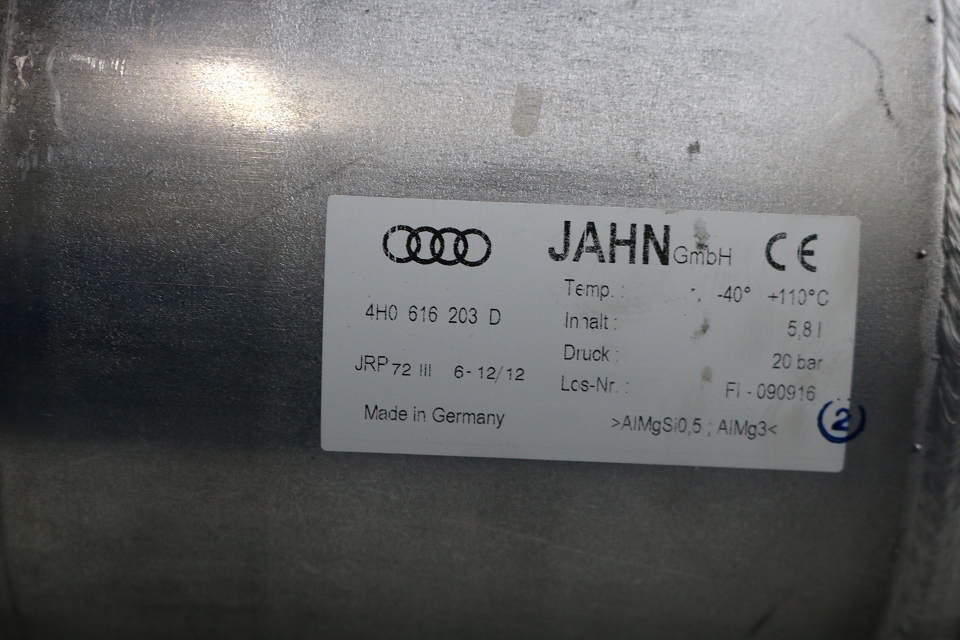 JAHN GmbH CE
Temp. : -40° +110°C
4H0 616 203 D
Inhalt : 5,8 l
Druck : 20 bar
JRP 72 III 6-12/12
Los-Nr. : FI - 090916
Made in Germany
>AlMgSi0,5 ; AlMg3<
2